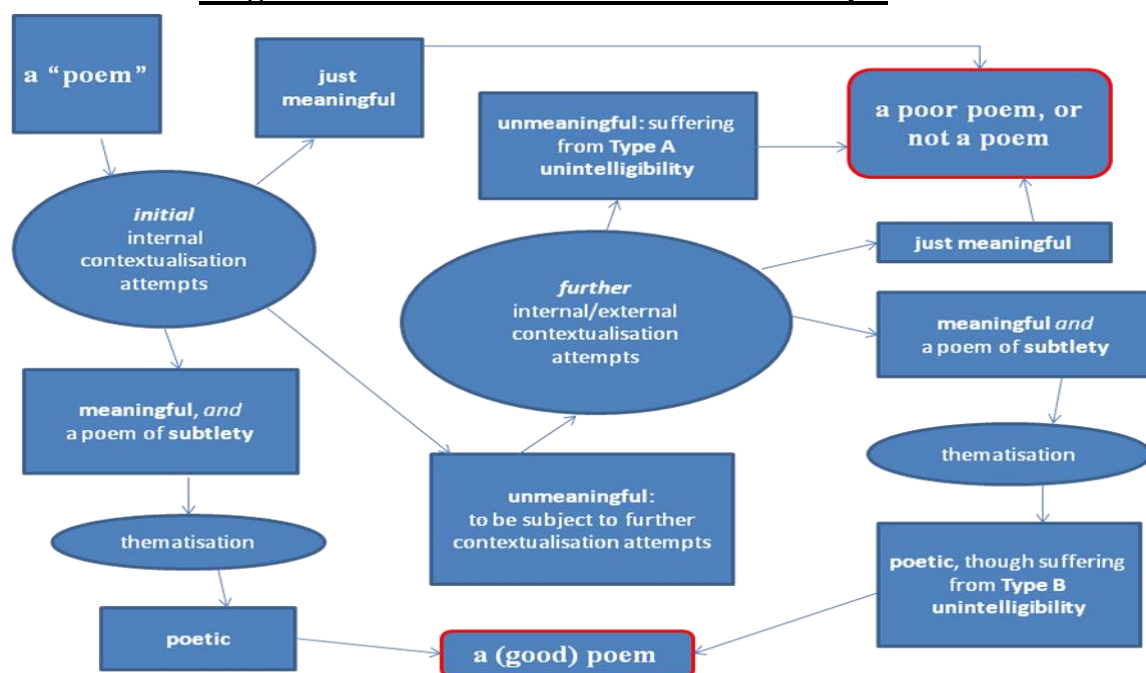 a “poem”
just
meaningful
a poor poem, or
not a poem
unmeaningful: suffering
from Type A
unintelligibility
initial
internal
contextualisation
attempts
just meaningful
further
internal/external
contextualisation
attempts
meaningful and
a poem of subtlety
meaningful, and
a poem of subtlety
thematisation
unmeaningful:
to be subject to further
contextualisation attempts
thematisation
poetic, though suffering
from Type B
unintelligibility
poetic
a (good) poem